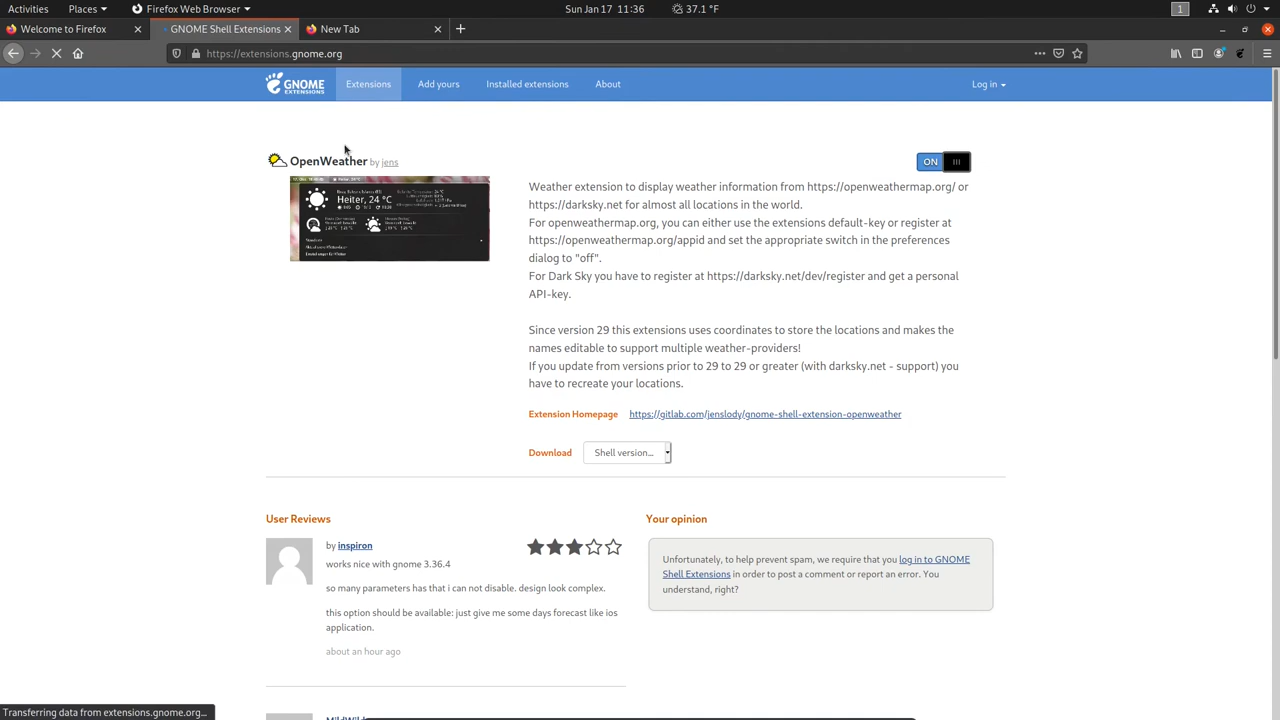 Activities Places Firefox Web Browser Sun Jan 17 11:36 37.1 °F 1
Welcome to Firefox GNOME Shell Extensions New Tab
https://extensions.gnome.org
GNOME EXTENSIONS Extensions Add yours Installed extensions About Log in
OpenWeather by jens ON
Heiter, 24 °C
Weather extension to display weather information from https://openweathermap.org/ or
https://darksky.net for almost all locations in the world.
For openweathermap.org, you can either use the extensions default-key or register at
https://openweathermap.org/appid and set the appropriate switch in the preferences
dialog to "off".
For Dark Sky you have to register at https://darksky.net/dev/register and get a personal
API-key.
Since version 29 this extensions uses coordinates to store the locations and makes the
names editable to support multiple weather-providers!
If you update from versions prior to 29 to 29 or greater (with darksky.net - support) you
have to recreate your locations.
Extension Homepage https://gitlab.com/jenslody/gnome-shell-extension-openweather
Download Shell version...
User Reviews
by inspiron
works nice with gnome 3.36.4
so many parameters has that i can not disable. design look complex.
this option should be available: just give me some days forecast like ios
application.
about an hour ago
Your opinion
Unfortunately, to help prevent spam, we require that you log in to GNOME
Shell Extensions in order to post a comment or report an error. You
understand, right?
Transferring data from extensions.gnome.org...